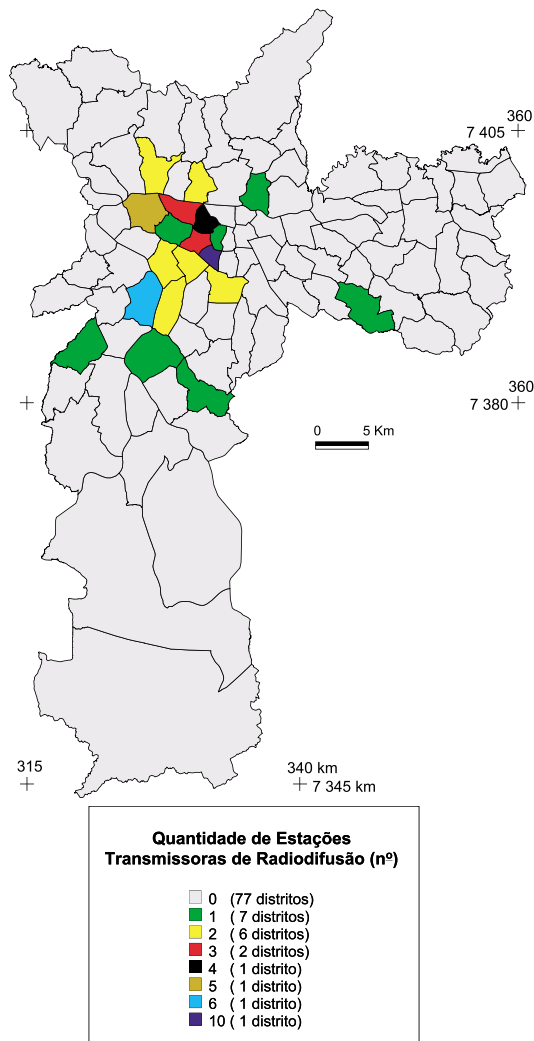 360
7 405
360
7 380
0 5 Km
315
340 km
7 345 km
Quantidade de Estações
Transmissoras de Radiodifusão (nº)
0 (77 distritos)
1 ( 7 distritos)
2 ( 6 distritos)
3 ( 2 distritos)
4 ( 1 distrito)
5 ( 1 distrito)
6 ( 1 distrito)
10 ( 1 distrito)